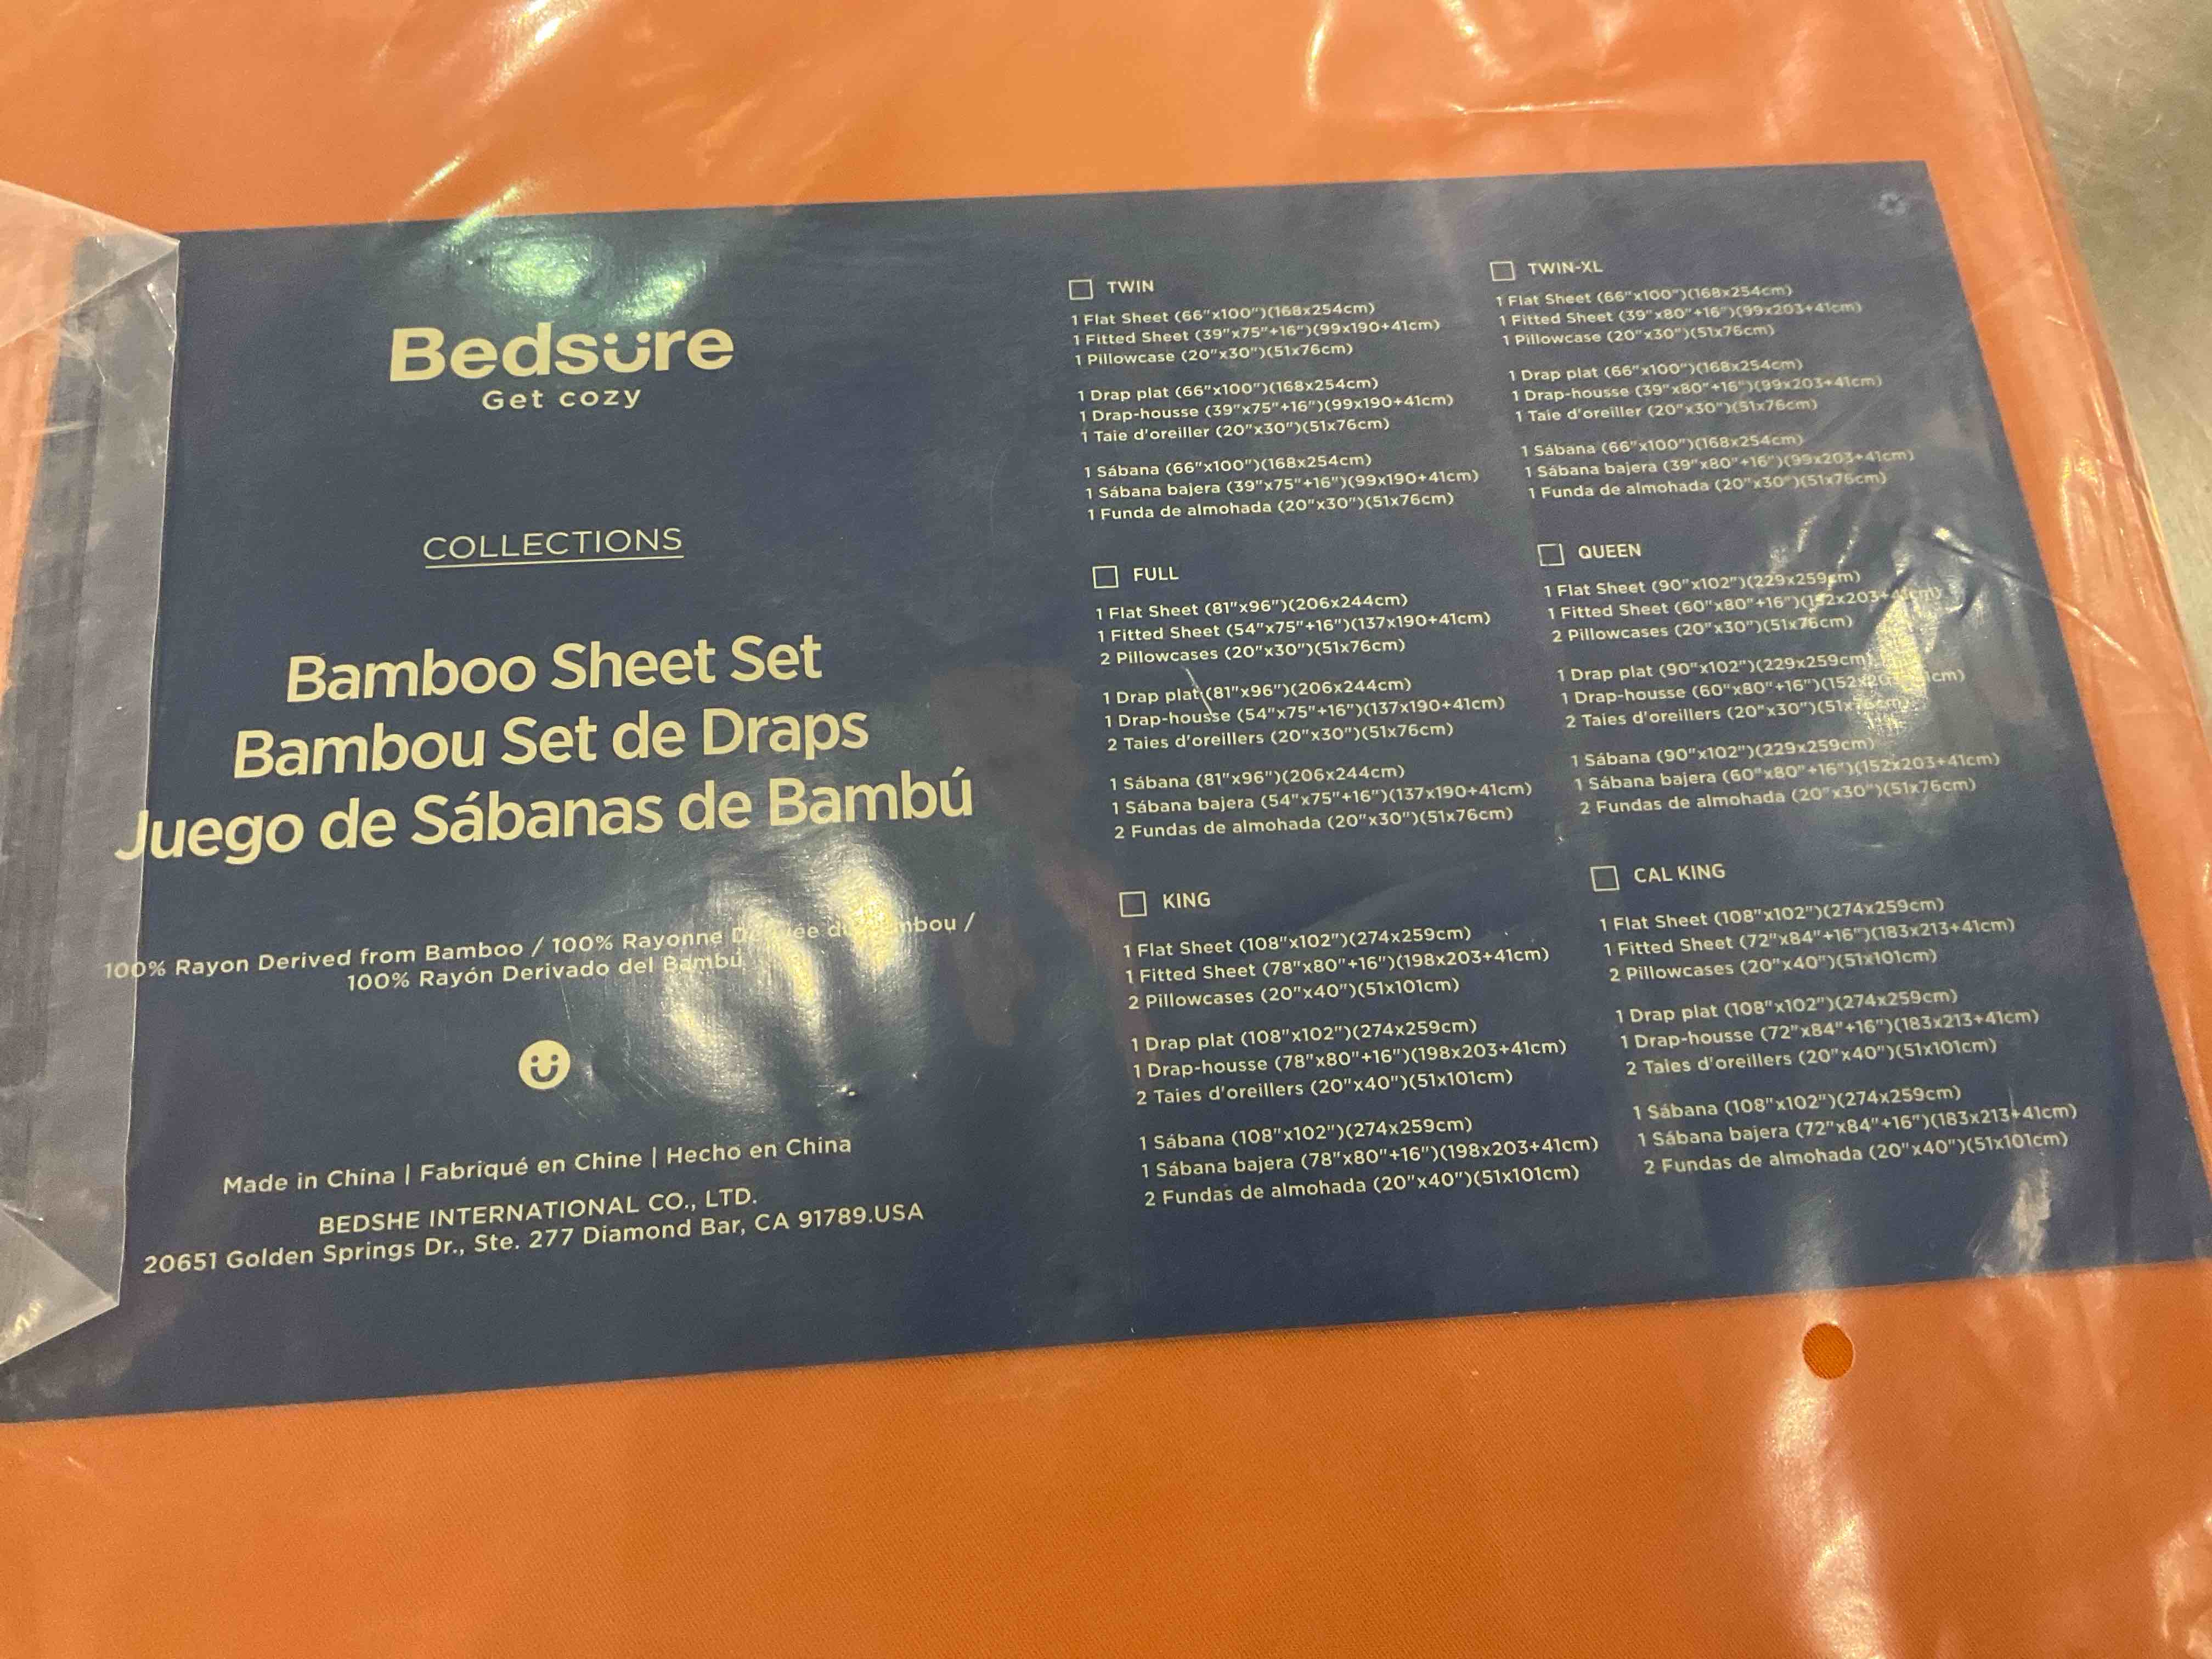 Bedsure
Get cozy
COLLECTIONS
Bamboo Sheet Set
Bambou Set de Draps
Juego de Sábanas de Bambú
100% Rayon Derived from Bamboo / 100% Rayonne /
100% Rayón Derivado del Bambú
Made in China | Fabriqué en Chine | Hecho en China
BEDSHE INTERNATIONAL CO., LTD.
20651 Golden Springs Dr., Ste. 277 Diamond Bar, CA 91789.USA
TWIN
1 Flat Sheet (66"x100")(168x254cm)
1 Fitted Sheet (39"x75"+16")(99x190+41cm)
1 Pillowcase (20"x30")(51x76cm)
1 Drap plat (66"x100")(168x254cm)
1 Drap-housse (39"x75"+16")(99x190+41cm)
1 Taie d'oreiller (20"x30")(51x76cm)
1 Sábana (66"x100")(168x254cm)
1 Sábana bajera (39"x75"+16")(99x190+41cm)
1 Funda de almohada (20"x30")(51x76cm)
TWIN-XL
1 Flat Sheet (66"x100")(168x254cm)
1 Fitted Sheet (39"x80"+16")(99x203+41cm)
1 Pillowcase (20"x30")(51x76cm)
1 Drap plat (66"x100")(168x254cm)
1 Drap-housse (39"x80"+16")(99x203+41cm)
1 Taie d'oreiller (20"x30")(51x76cm)
1 Sábana (66"x100")(168x254cm)
1 Sábana bajera (39"x80"+16")(99x203+41cm)
1 Funda de almohada (20"x30")(51x76cm)
FULL
1 Flat Sheet (81"x96")(206x244cm)
1 Fitted Sheet (54"x75"+16")(137x190+41cm)
2 Pillowcases (20"x30")(51x76cm)
1 Drap plat (81"x96")(206x244cm)
1 Drap-housse (54"x75"+16")(137x190+41cm)
2 Taies d'oreillers (20"x30")(51x76cm)
1 Sábana (81"x96")(206x244cm)
1 Sábana bajera (54"x75"+16")(137x190+41cm)
2 Fundas de almohada (20"x30")(51x76cm)
QUEEN
1 Flat Sheet (90"x102")(229x259cm)
1 Fitted Sheet (60"x80"+16")
2 Pillowcases (20"x30")(51x76cm)
1 Drap plat (90"x102")(229x259cm)
1 Drap-housse (60"x80"+16")
2 Taies d'oreillers (20"x30")
1 Sábana (90"x102")(229x259cm)
1 Sábana bajera (60"x80"+16")(152x203+41cm)
2 Fundas de almohada (20"x30")(51x76cm)
KING
1 Flat Sheet (108"x102")(274x259cm)
1 Fitted Sheet (78"x80"+16")(198x203+41cm)
2 Pillowcases (20"x40")(51x101cm)
1 Drap plat (108"x102")(274x259cm)
1 Drap-housse (78"x80"+16")(198x203+41cm)
2 Taies d'oreillers (20"x40")(51x101cm)
1 Sábana (108"x102")(274x259cm)
1 Sábana bajera (78"x80"+16")(198x203+41cm)
2 Fundas de almohada (20"x40")(51x101cm)
CAL KING
1 Flat Sheet (108"x102")(274x259cm)
1 Fitted Sheet (72"x84"+16")(183x213+41cm)
2 Pillowcases (20"x40")(51x101cm)
1 Drap plat (108"x102")(274x259cm)
1 Drap-housse (72"x84"+16")(183x213+41cm)
2 Taies d'oreillers (20"x40")(51x101cm)
1 Sábana (108"x102")(274x259cm)
1 Sábana bajera (72"x84"+16")(183x213+41cm)
2 Fundas de almohada (20"x40")(51x101cm)